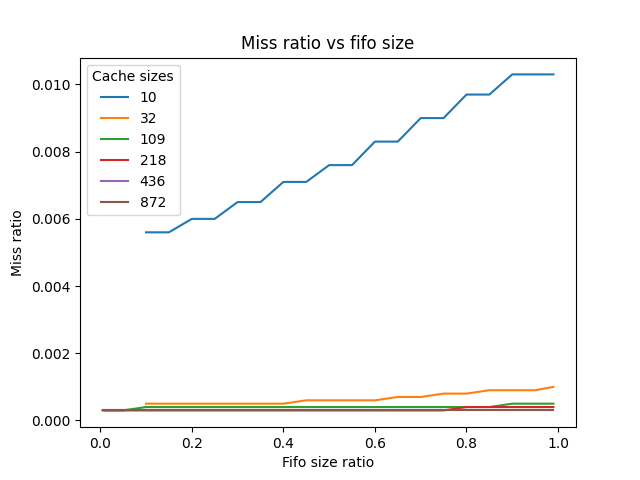 Miss ratio vs fifo size
Cache sizes
10
32
109
218
436
872
0.010
0.008
0.006
0.004
0.002
0.000
Miss ratio
0.0 0.2 0.4 0.6 0.8 1.0
Fifo size ratio